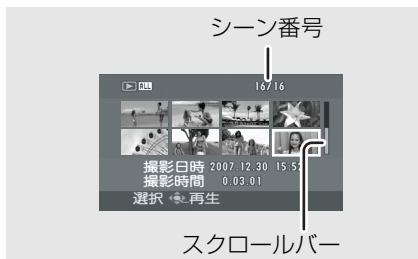 シーン番号
ALL 16/16
撮影日時 2007.12.30 15:52
撮影時間 0:03.01
選択 再生
スクロールバー